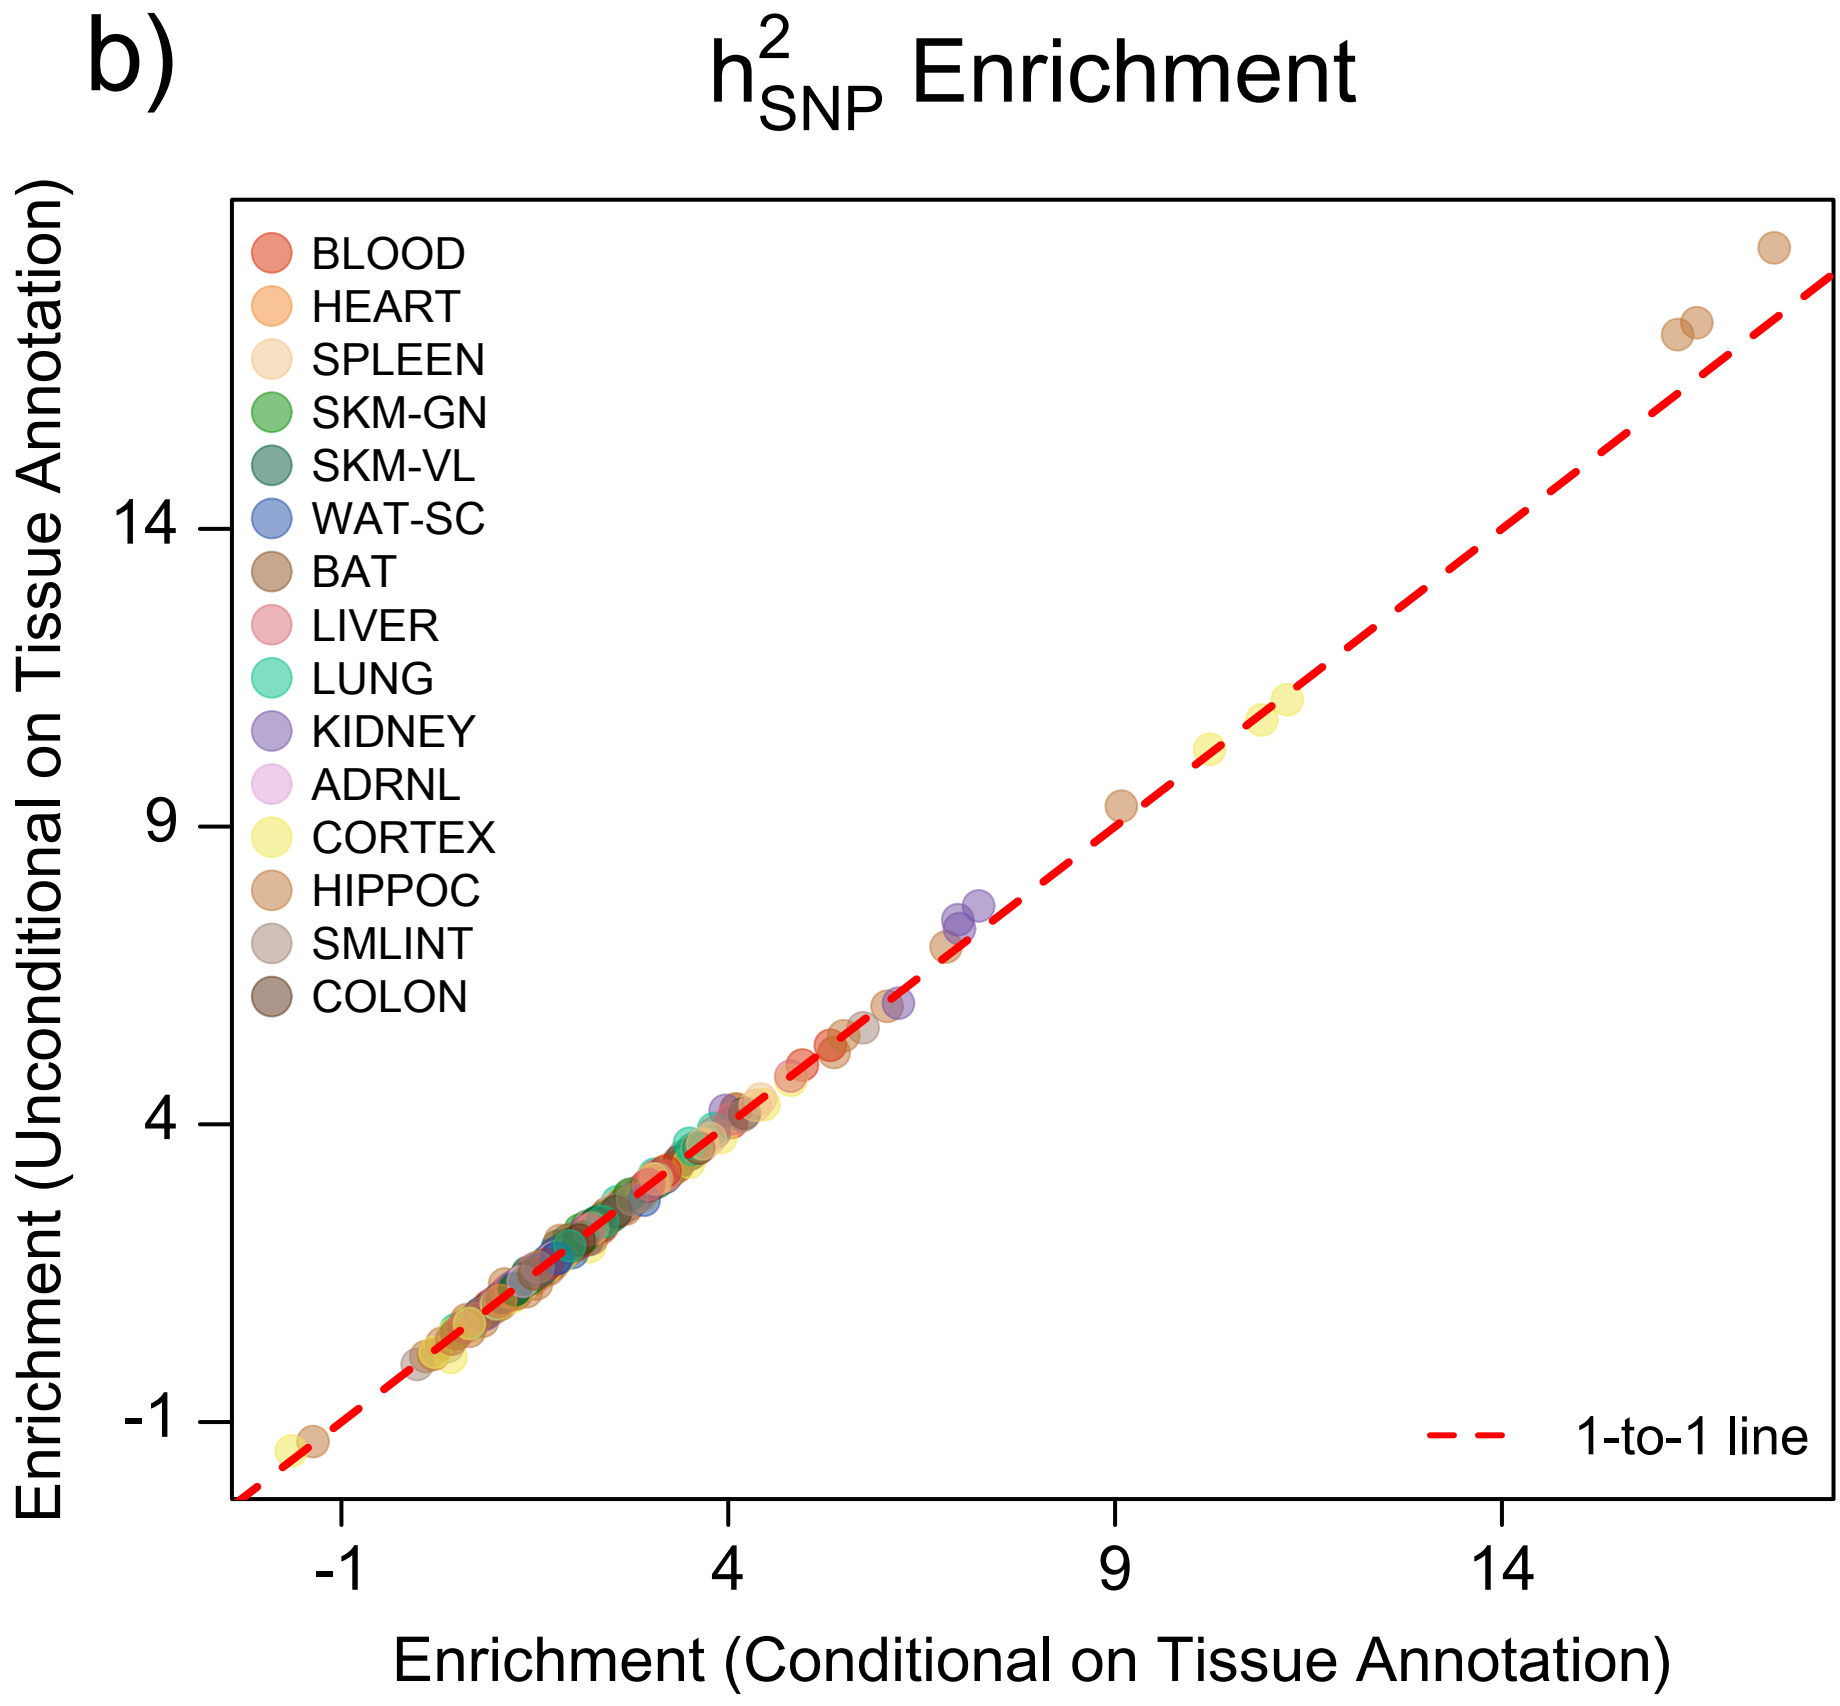 b)
h²SNP Enrichment
Enrichment (Unconditional on Tissue Annotation)
BLOOD
HEART
SPLEEN
SKM-GN
SKM-VL
WAT-SC
BAT
LIVER
LUNG
KIDNEY
ADRNL
CORTEX
HIPPOC
SMLINT
COLON
14
9
4
-1
1-to-1 line
-1 4 9 14
Enrichment (Conditional on Tissue Annotation)